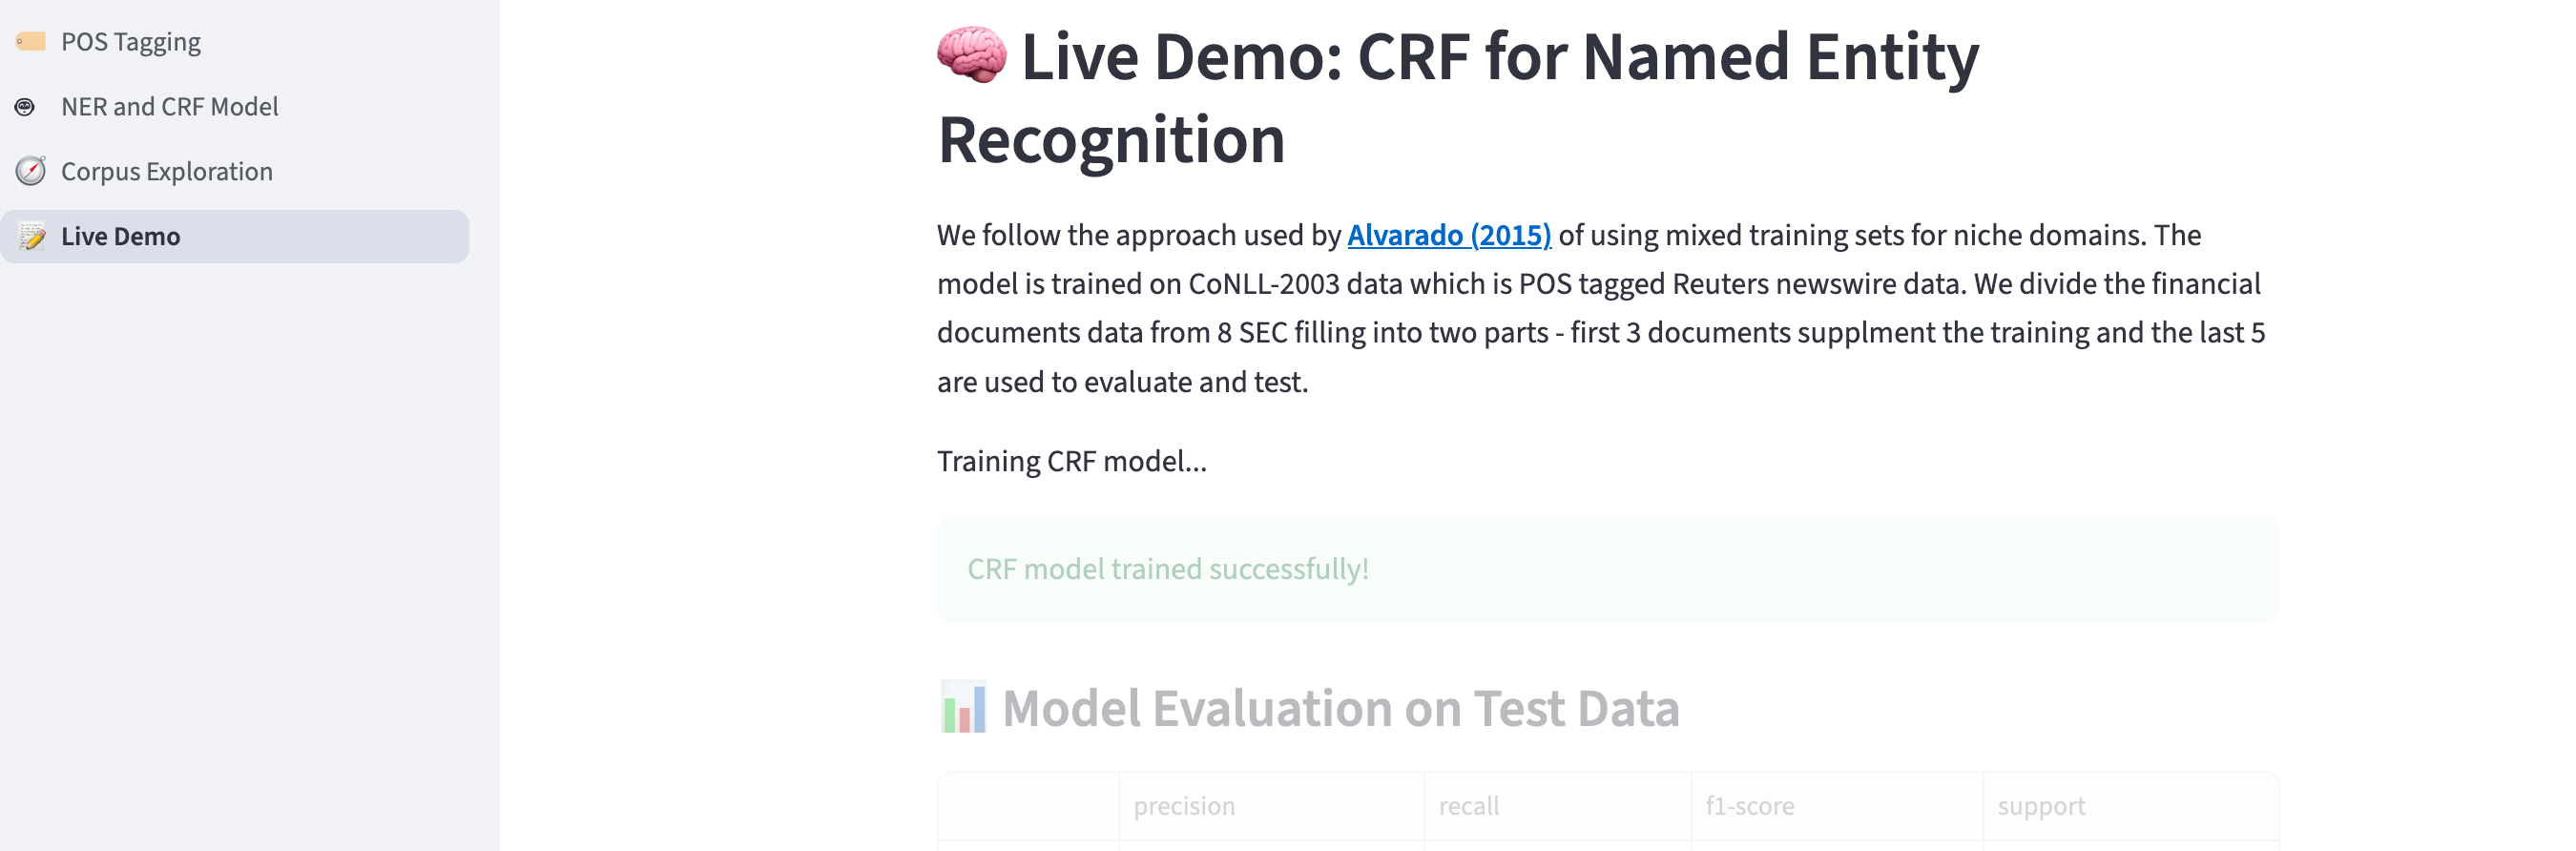 POS Tagging
NER and CRF Model
Corpus Exploration
Live Demo
Live Demo: CRF for Named Entity
Recognition
We follow the approach used by Alvarado (2015) of using mixed training sets for niche domains. The
model is trained on CoNLL-2003 data which is POS tagged Reuters newswire data. We divide the financial
documents data from 8 SEC filling into two parts - first 3 documents supplment the training and the last 5
are used to evaluate and test.
Training CRF model...
CRF model trained successfully!
Model Evaluation on Test Data
precision recall f1-score support